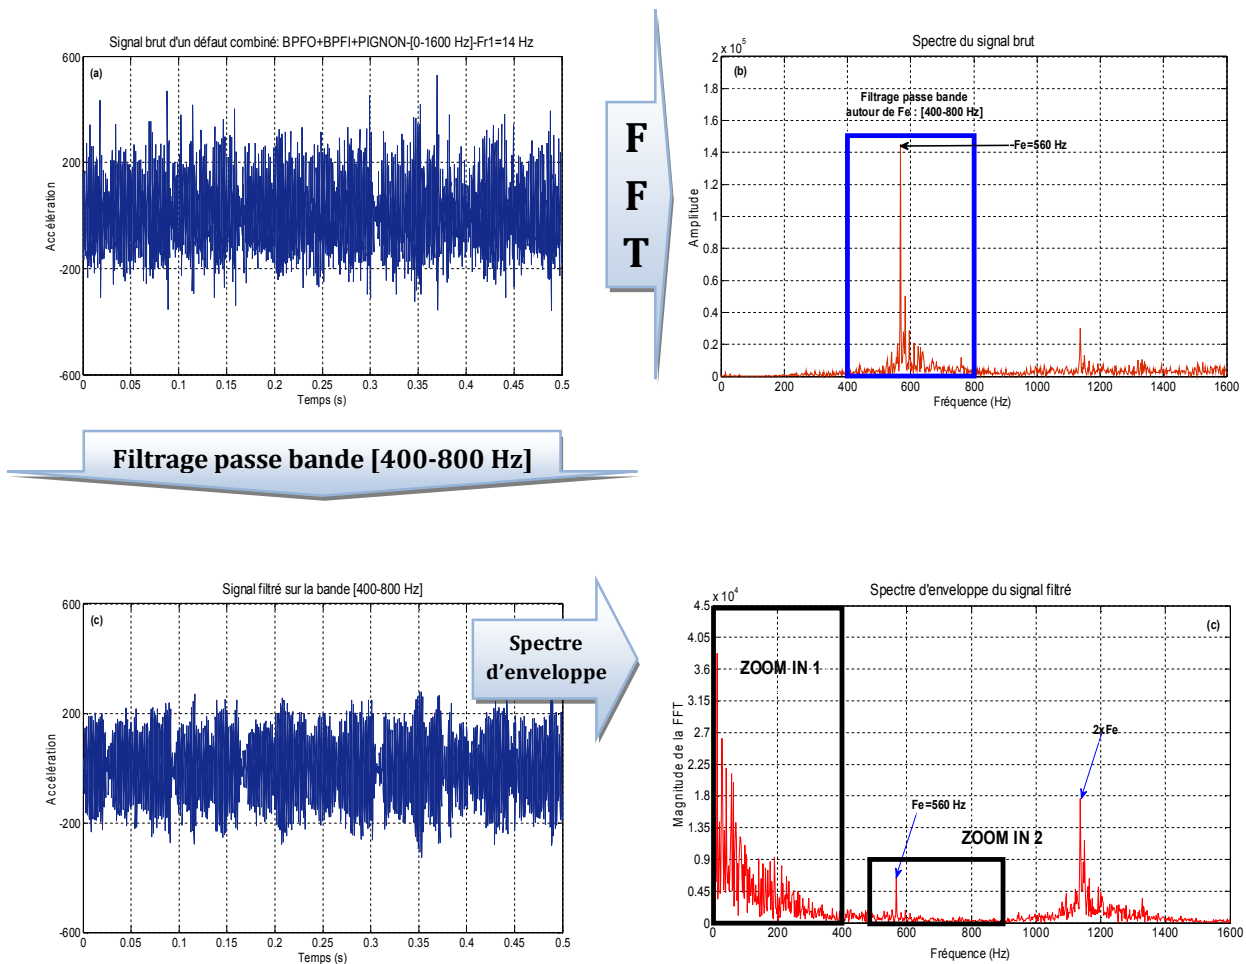 Signal brut d'un défaut combiné: BPFO+BPFI+PIGNON-[0-1600 Hz]-Fr1=14 Hz
(a)
600
200
-200
-600
Accélération
0 0.05 0.1 0.15 0.2 0.25 0.3 0.35 0.4 0.45 0.5
Temps (s)
F
F
T
Spectre du signal brut
x 10⁵
(b)
2
1.8
1.6
1.4
1.2
1
0.8
0.6
0.4
0.2
0
Amplitude
Filtrage passe bande
autour de Fe : [400-800 Hz]
Fe=560 Hz
0 200 400 600 800 1000 1200 1400 1600
Fréquence (Hz)
Filtrage passe bande [400-800 Hz]
Signal filtré sur la bande [400-800 Hz]
(c)
600
200
-200
-600
Accélération
0 0.05 0.1 0.15 0.2 0.25 0.3 0.35 0.4 0.45 0.5
Temps (s)
Spectre
d'enveloppe
Spectre d'enveloppe du signal filtré
x 10⁴
(c)
4.5
4.05
3.6
3.15
2.7
2.25
1.8
1.35
0.9
0.45
0
Magnitude de la FFT
ZOOM IN 1
2xFe
Fe=560 Hz
ZOOM IN 2
0 200 400 600 800 1000 1200 1400 1600
Fréquence (Hz)